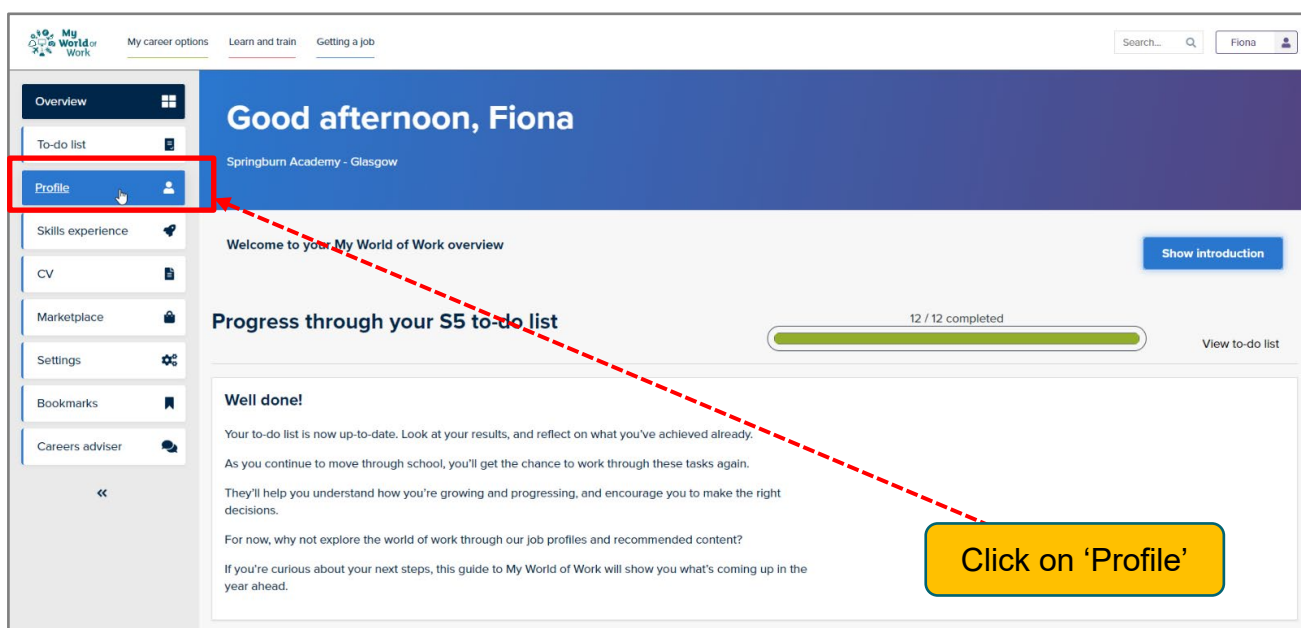 My
World of
Work
My career options
Learn and train
Getting a job
Search...
Fiona
Overview
To-do list
Profile
Skills experience
CV
Marketplace
Settings
Bookmarks
Careers adviser
Good afternoon, Fiona
Springburn Academy - Glasgow
Welcome to your My World of Work overview
Show introduction
Progress through your S5 to-do list
12 / 12 completed
View to-do list
Well done!
Your to-do list is now up-to-date. Look at your results, and reflect on what you've achieved already.
As you continue to move through school, you'll get the chance to work through these tasks again.
They'll help you understand how you're growing and progressing, and encourage you to make the right
decisions.
For now, why not explore the world of work through our job profiles and recommended content?
If you're curious about your next steps, this guide to My World of Work will show you what's coming up in the
year ahead.
Click on ‘Profile’